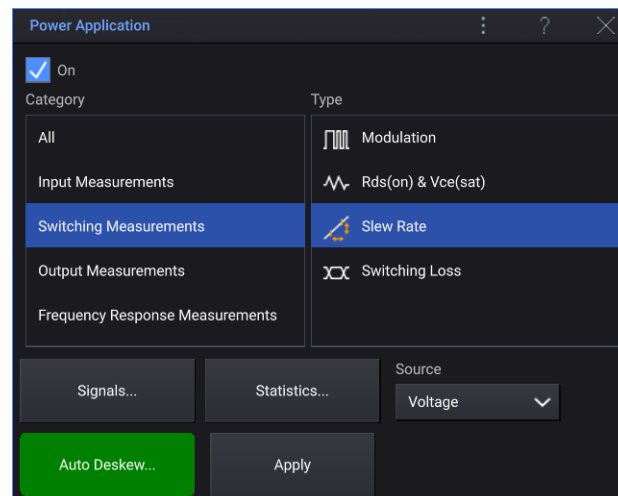 Power Application
?
On
Category
Type
All
Input Measurements
Switching Measurements
Output Measurements
Frequency Response Measurements
Modulation
Rds(on) & Vce(sat)
Slew Rate
Switching Loss
Signals...
Statistics...
Source
Voltage
Auto Deskew...
Apply